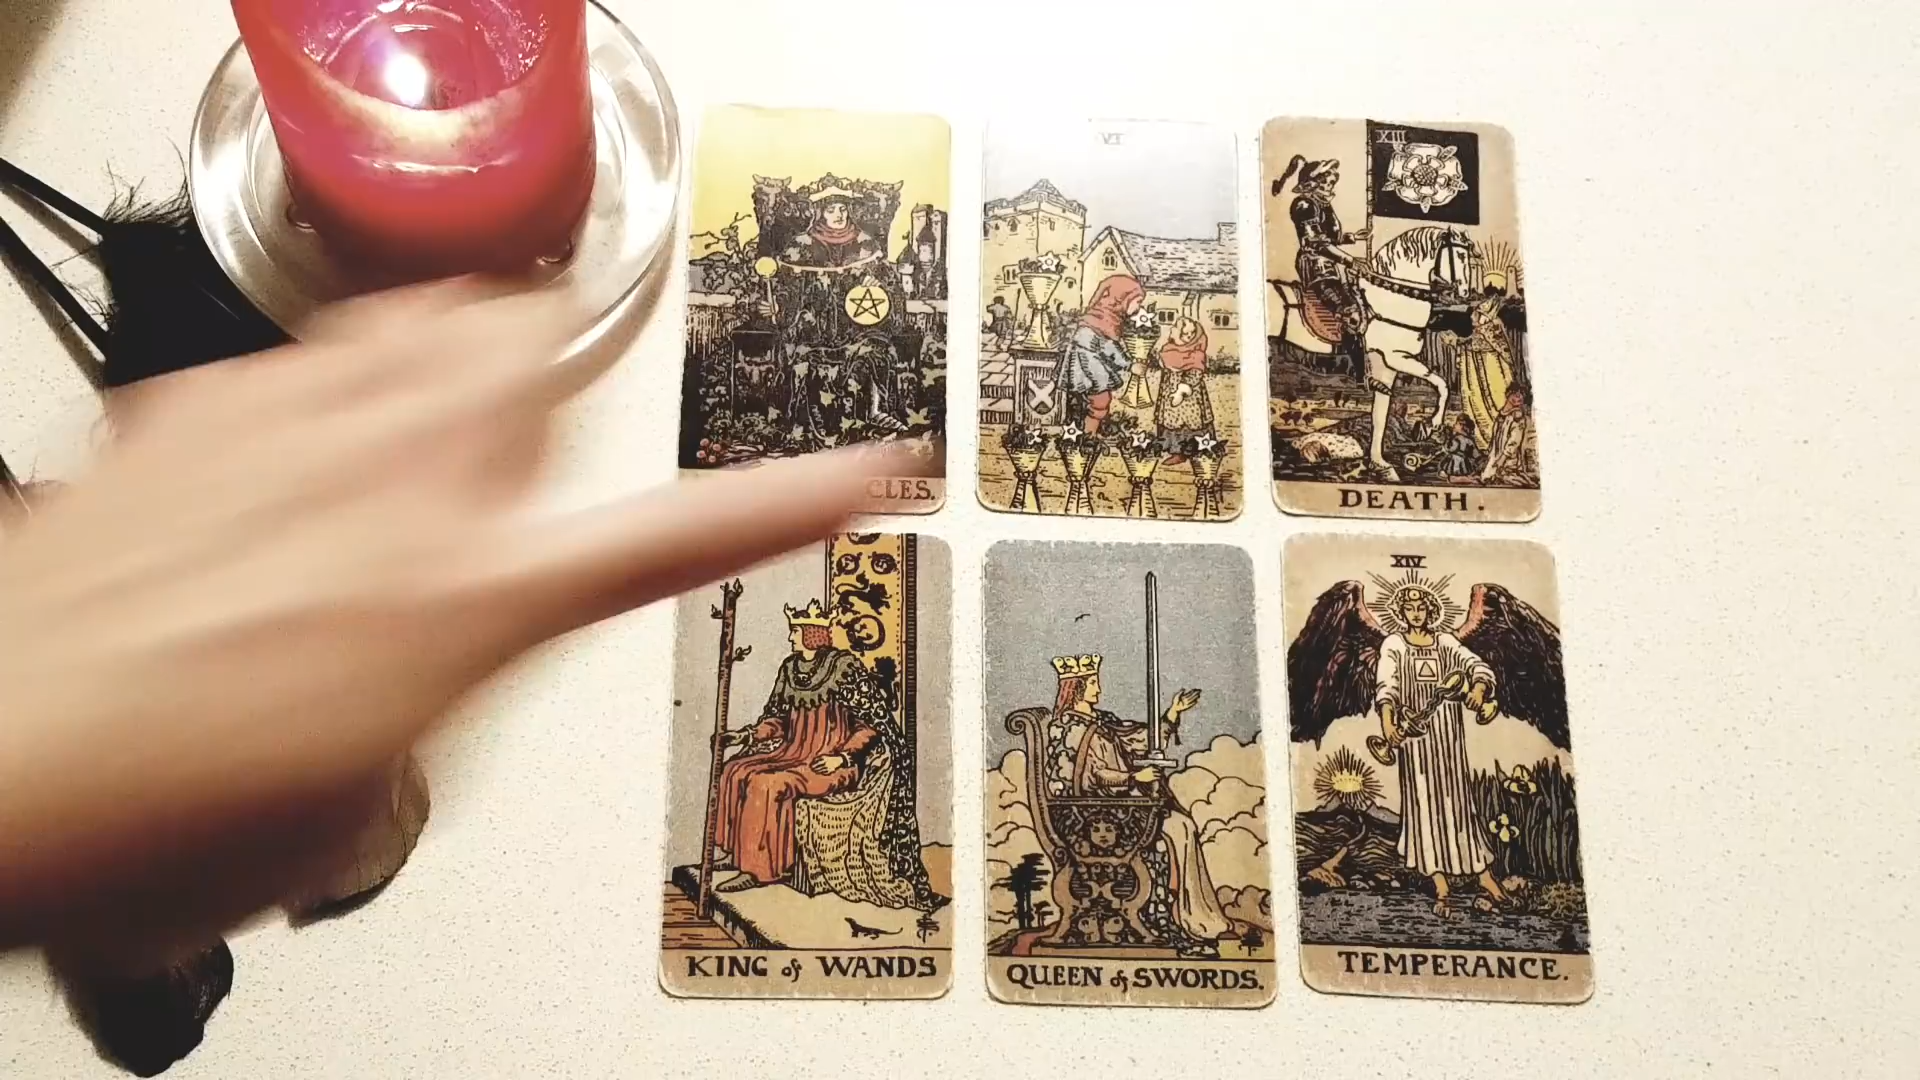 VI
XIII
CLES.
DEATH.
XIV
KING of WANDS
QUEEN of SWORDS.
TEMPERANCE.